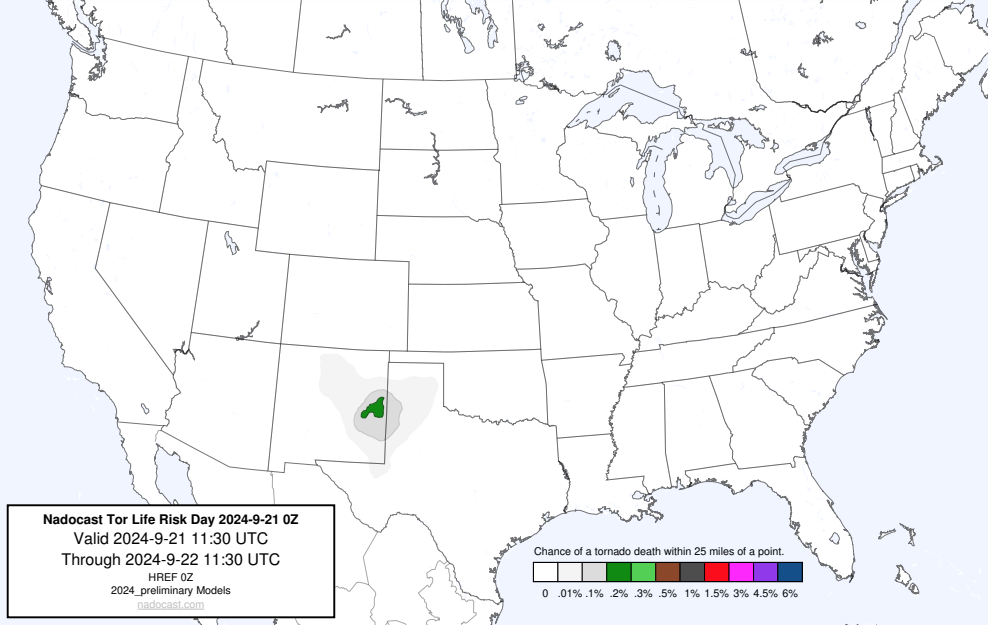 Nadocast Tor Life Risk Day 2024-9-21 0Z
Valid 2024-9-21 11:30 UTC
Through 2024-9-22 11:30 UTC
HREF 0Z
2024_preliminary Models
nadocast.com
Chance of a tornado death within 25 miles of a point.
0 .01% .1% .2% .3% .5% 1% 1.5% 3% 4.5% 6%